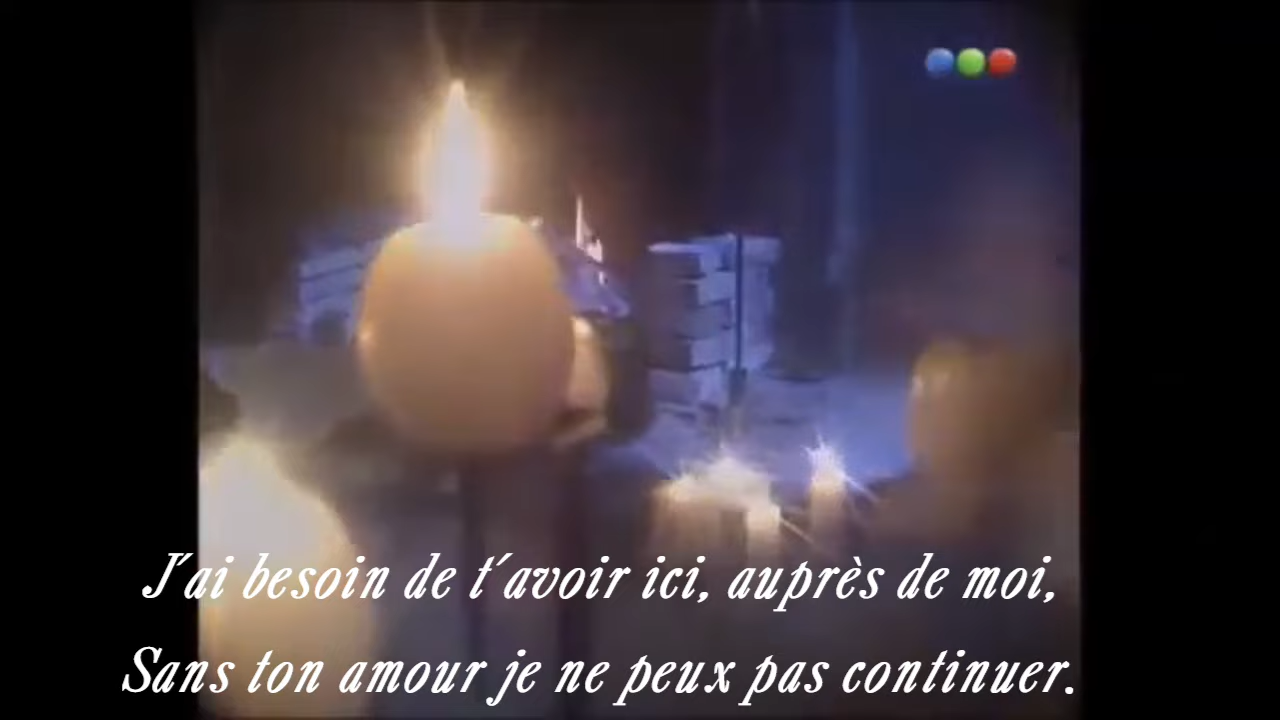 J´ai besoin de t´avoir ici, auprès de moi,
Sans ton amour je ne peux pas continuer.